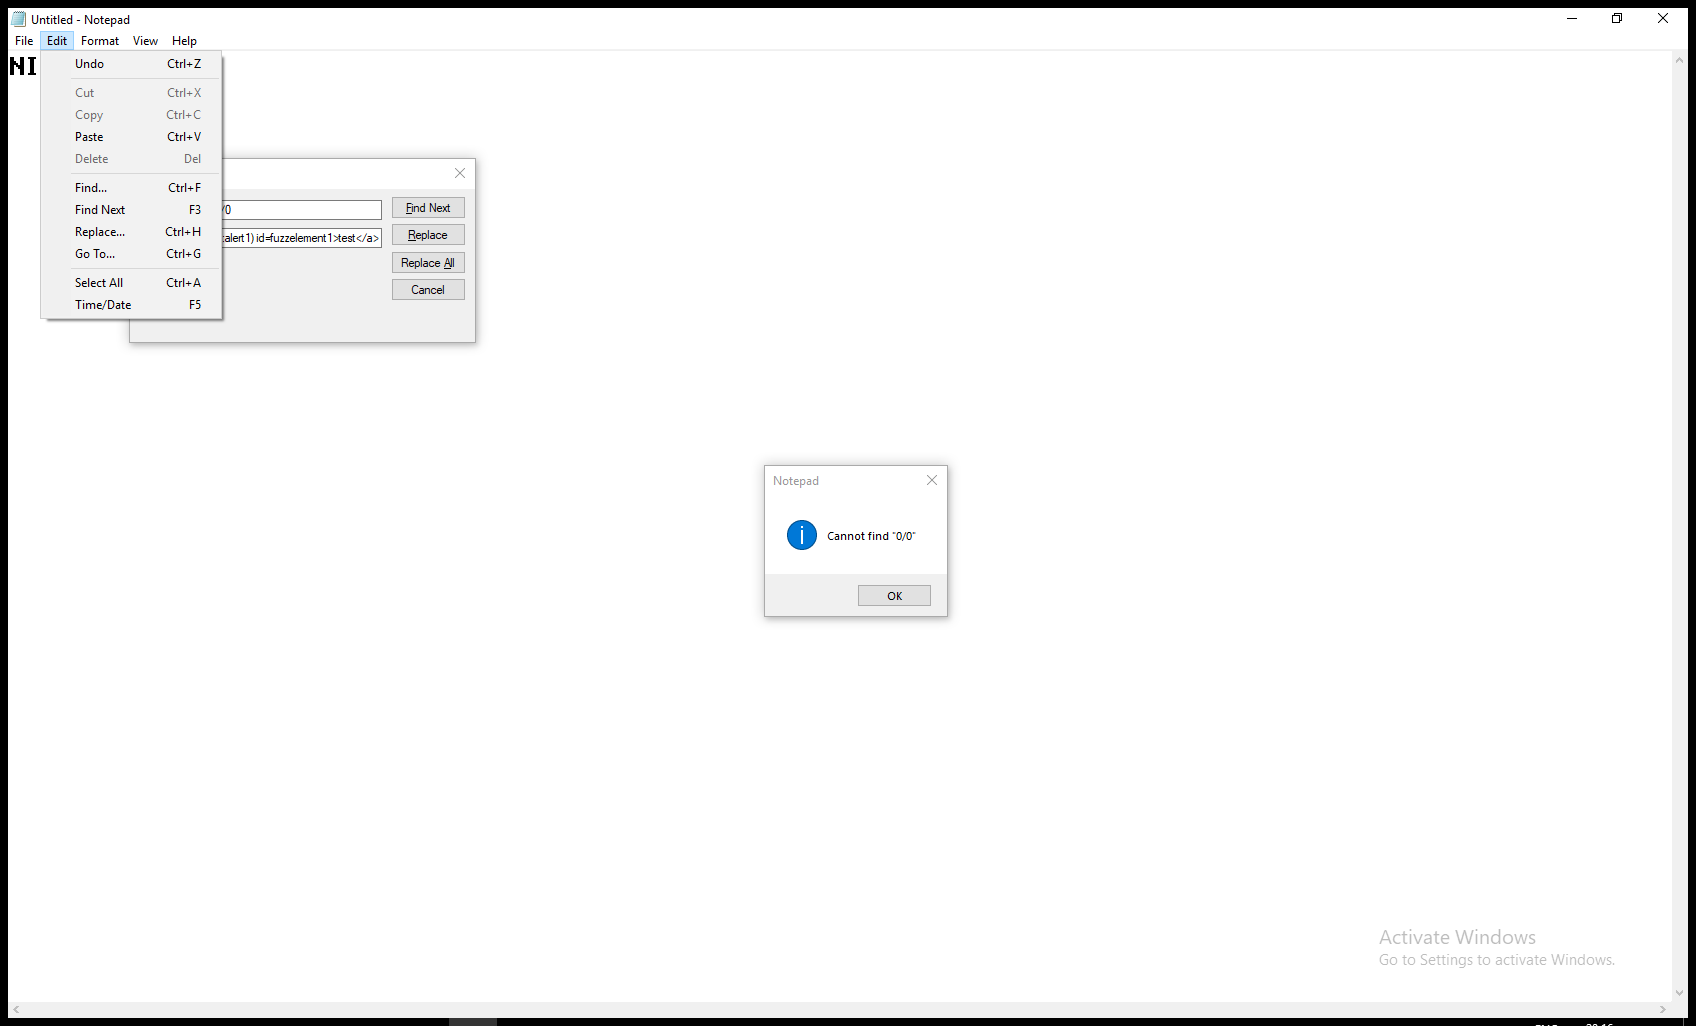 Untitled - Notepad
File Edit Format View Help
NI
Undo Ctrl+Z
Cut Ctrl+X
Copy Ctrl+C
Paste Ctrl+V
Delete Del
Find... Ctrl+F
Find Next F3
Replace... Ctrl+H
Go To... Ctrl+G
Select All Ctrl+A
Time/Date F5
/0
:alert1) id=fuzzelement1>test</a>
Find Next
Replace
Replace All
Cancel
Notepad
Cannot find "0/0"
OK
Activate Windows
Go to Settings to activate Windows.